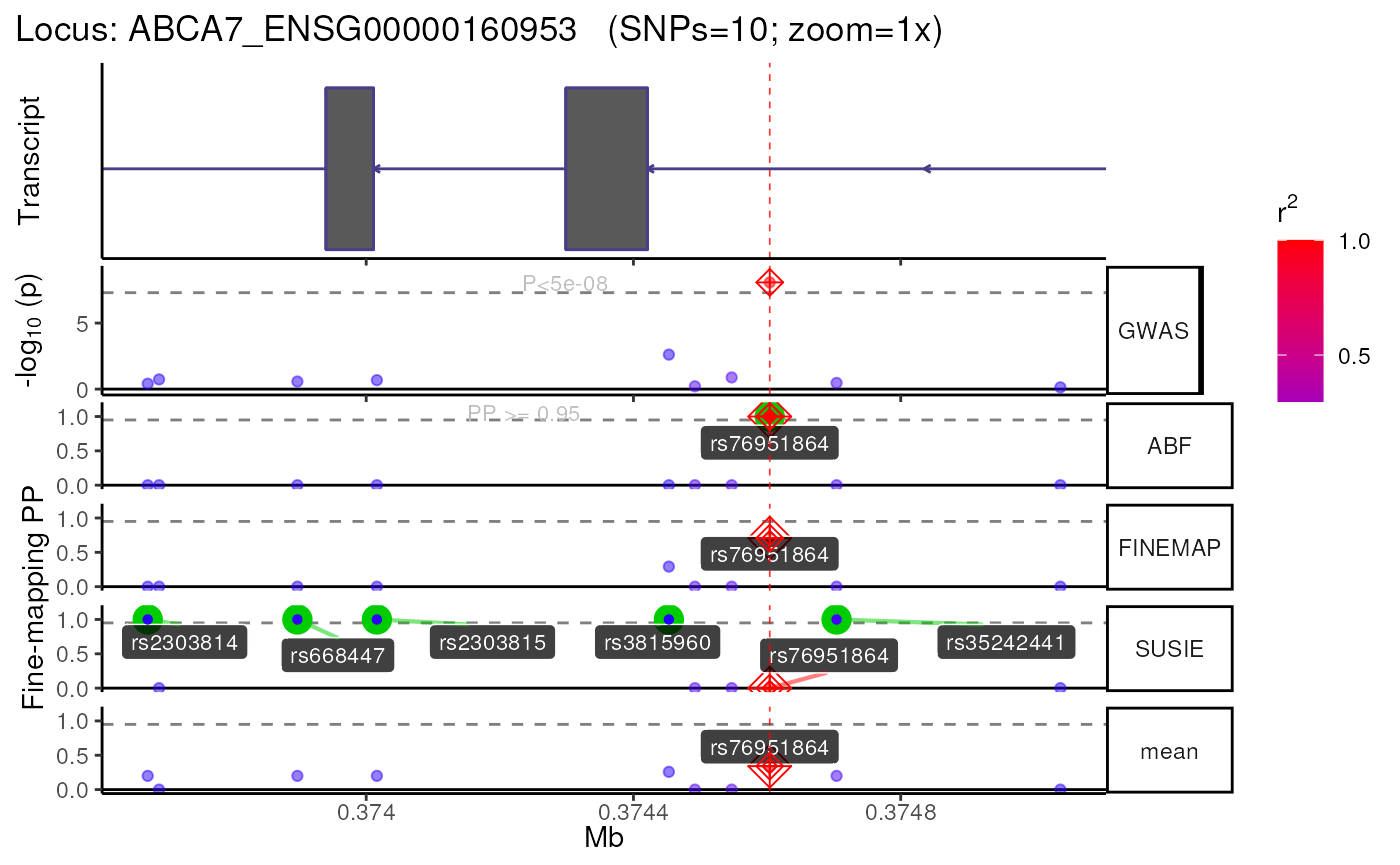 Locus: ABCA7_ENSG00000160953   (SNPs=10; zoom=1x)
Transcript
r²
1.0
0.5
-log₁₀ (p)
P<5e-08
5
0
GWAS
Fine-mapping PP
PP >= 0.95
1.0
0.5
0.0
rs76951864
ABF
1.0
0.5
0.0
rs76951864
FINEMAP
1.0
0.5
0.0
rs2303814
rs668447
rs2303815
rs3815960
rs76951864
rs35242441
SUSIE
1.0
0.5
0.0
rs76951864
mean
0.374
0.3744
0.3748
Mb